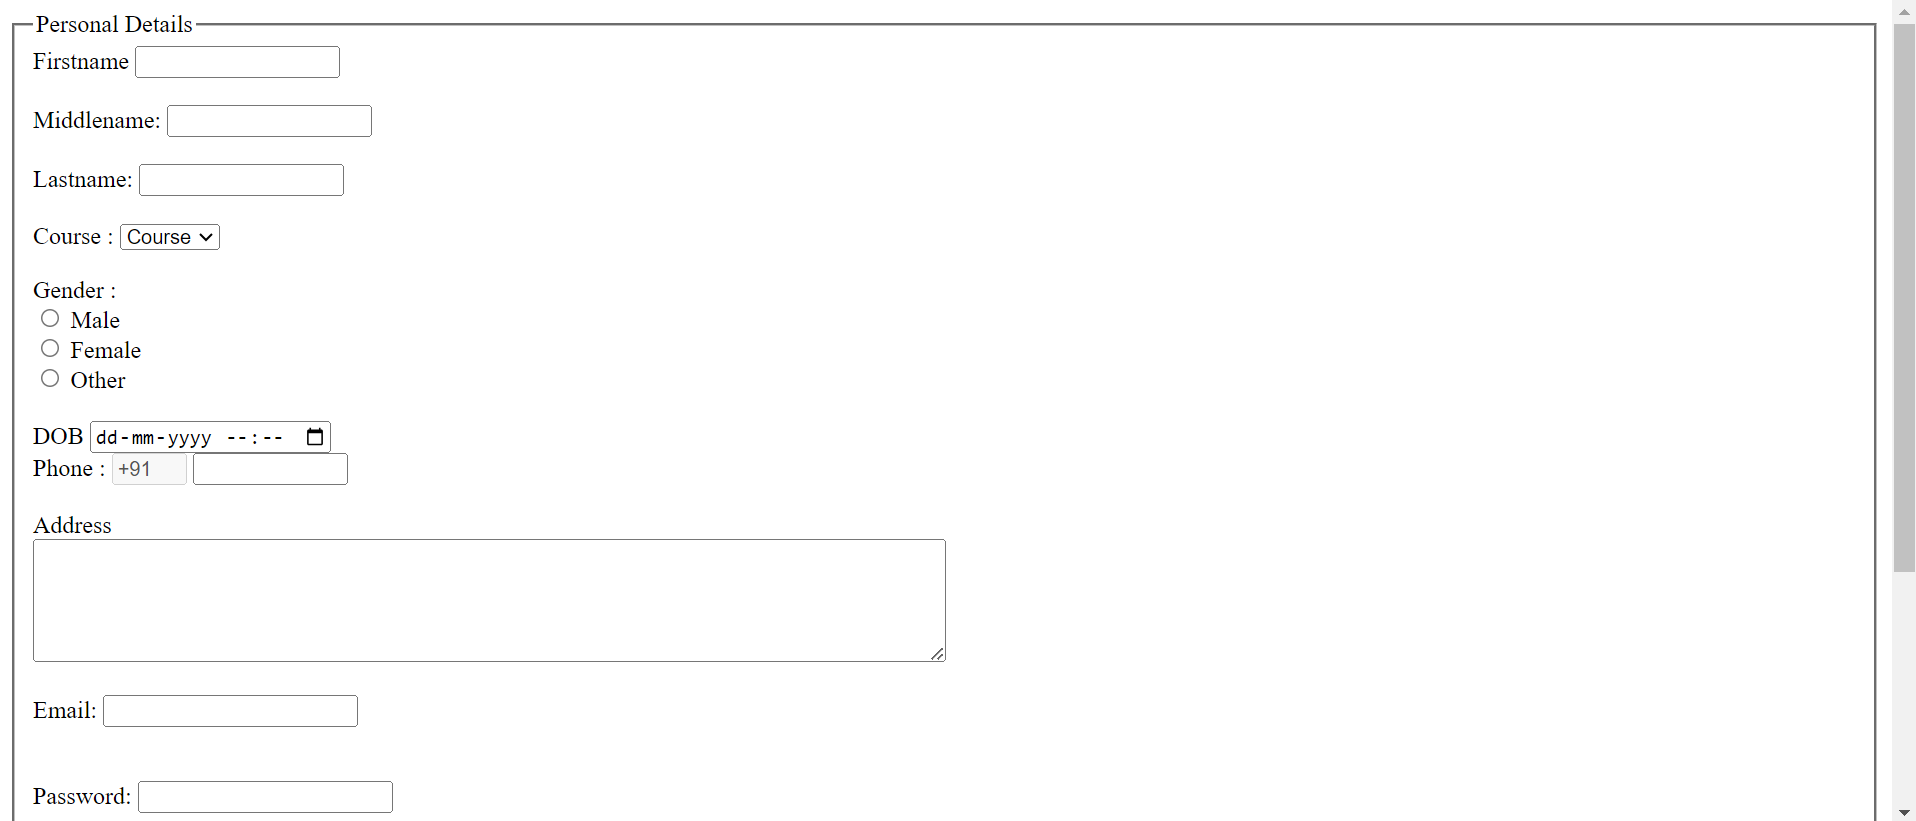 Personal Details
Firstname
Middlename:
Lastname:
Course : Course
Gender :
Male
Female
Other
DOB dd-mm-yyyy --:--
Phone : +91
Address
Email:
Password: